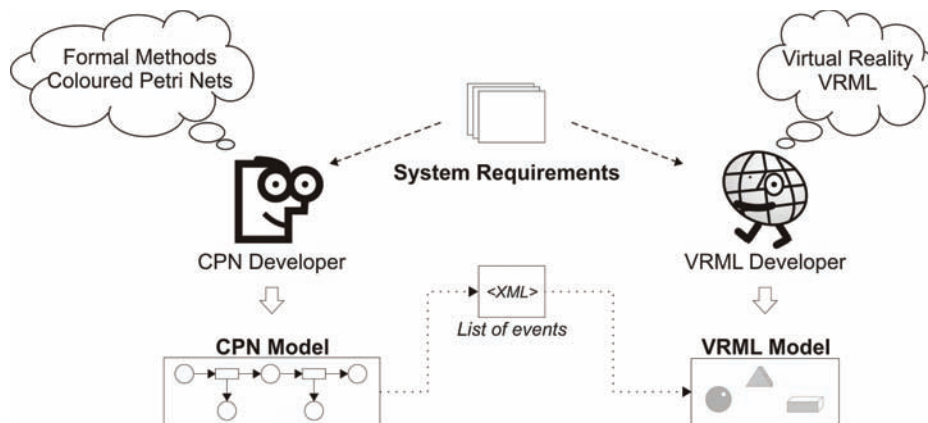 Formal Methods
Coloured Petri Nets
Virtual Reality
VRML
System Requirements
CPN Developer
VRML Developer
<XML>
List of events
CPN Model
VRML Model